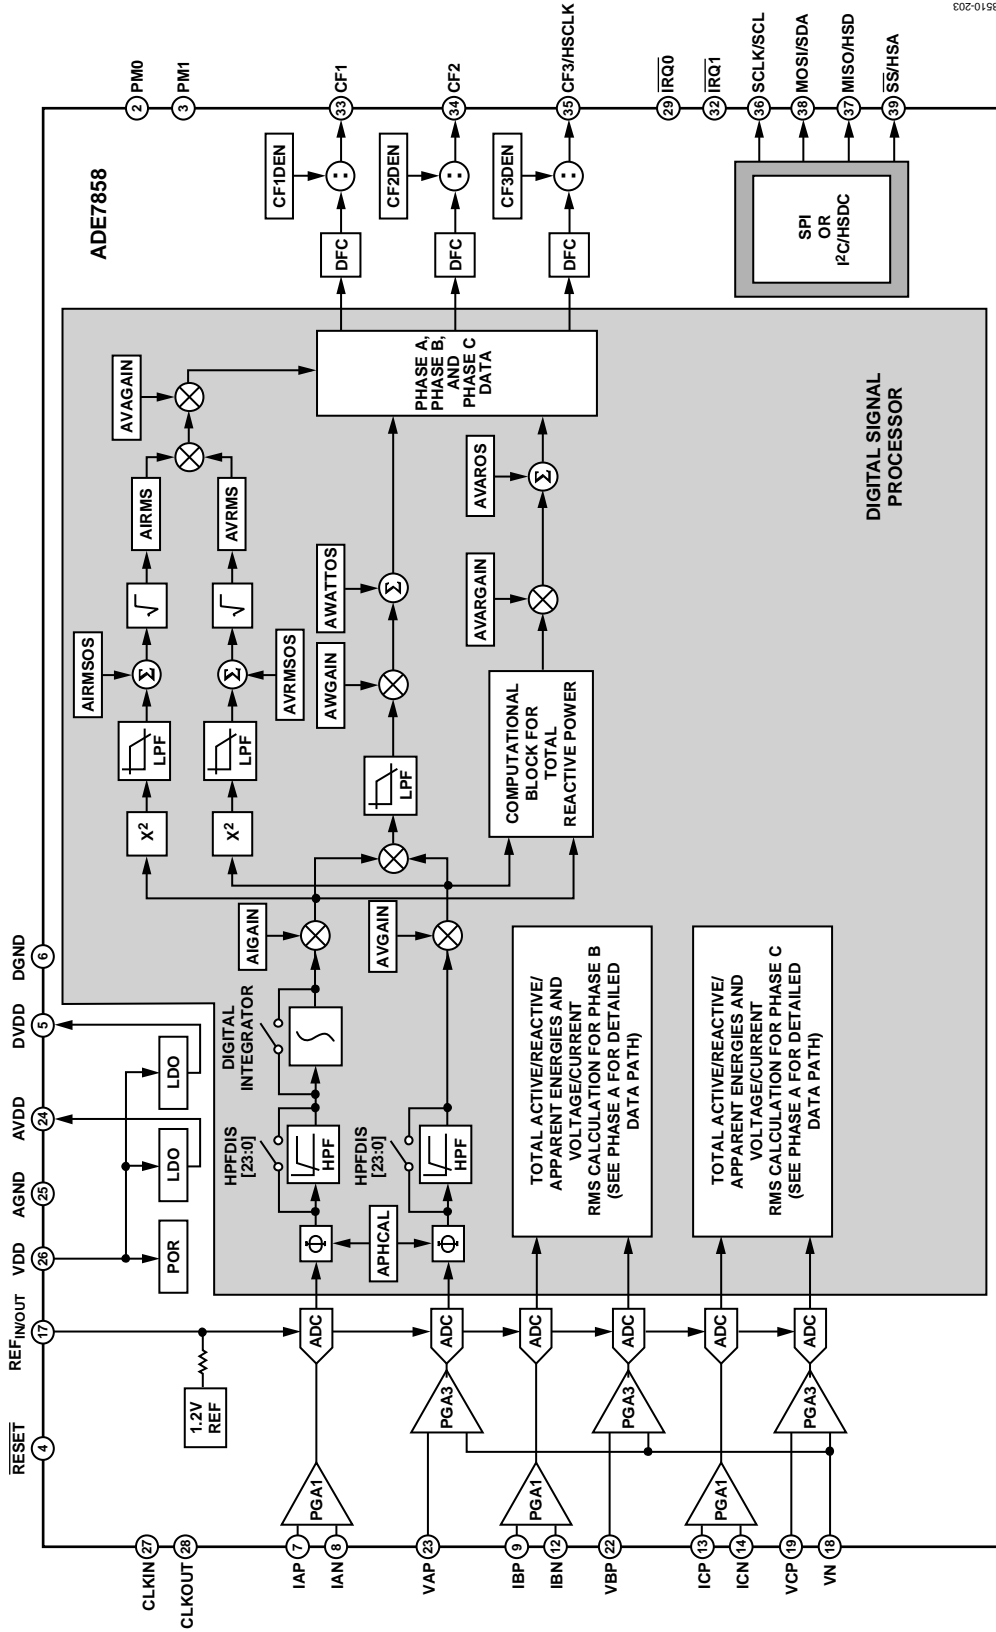 RESET
4
REFIN/OUT
17
VDD
26
AGND
25
AVDD
24
DVDD
5
DGND
6
CLKIN
27
CLKOUT
28
1.2V
REF
POR
LDO
LDO
ADE7858
IAP
7
IAN
8
PGA1
ADC
VAP
23
PGA3
ADC
IBP
9
IBN
12
PGA1
ADC
VBP
22
PGA3
ADC
ICP
13
ICN
14
PGA1
ADC
VCP
19
VN
18
PGA3
ADC
Φ
APHCAL
Φ
HPFDIS
[23:0]
HPF
HPFDIS
[23:0]
HPF
DIGITAL
INTEGRATOR
AIGAIN
AVGAIN
X²
X²
LPF
LPF
AIRMSOS
Σ
Σ
AVRMSOS
√
√
AIRMS
AVRMS
AVAGAIN
LPF
AWGAIN
AWATTOS
Σ
COMPUTATIONAL
BLOCK FOR
TOTAL
REACTIVE POWER
AVARGAIN
AVAROS
Σ
PHASE A,
PHASE B,
AND
PHASE C
DATA
TOTAL ACTIVE/REACTIVE/
APPARENT ENERGIES AND
VOLTAGE/CURRENT
RMS CALCULATION FOR PHASE B
(SEE PHASE A FOR DETAILED
DATA PATH)
TOTAL ACTIVE/REACTIVE/
APPARENT ENERGIES AND
VOLTAGE/CURRENT
RMS CALCULATION FOR PHASE C
(SEE PHASE A FOR DETAILED
DATA PATH)
DIGITAL SIGNAL
PROCESSOR
DFC
CF1DEN
:
DFC
CF2DEN
:
DFC
CF3DEN
:
SPI
OR
I²C/HSDC
2
PM0
3
PM1
33
CF1
34
CF2
35
CF3/HSCLK
29
IRQ0
32
IRQ1
36
SCLK/SCL
38
MOSI/SDA
37
MISO/HSD
39
SS/HSA
8510-203